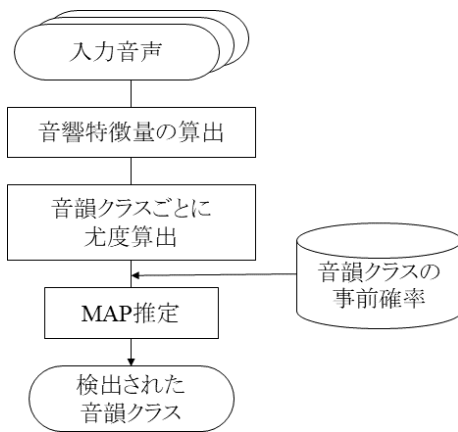 入力音声
音響特徴量の算出
音韻クラスごとに
尤度算出
音韻クラスの
事前確率
MAP推定
検出された
音韻クラス